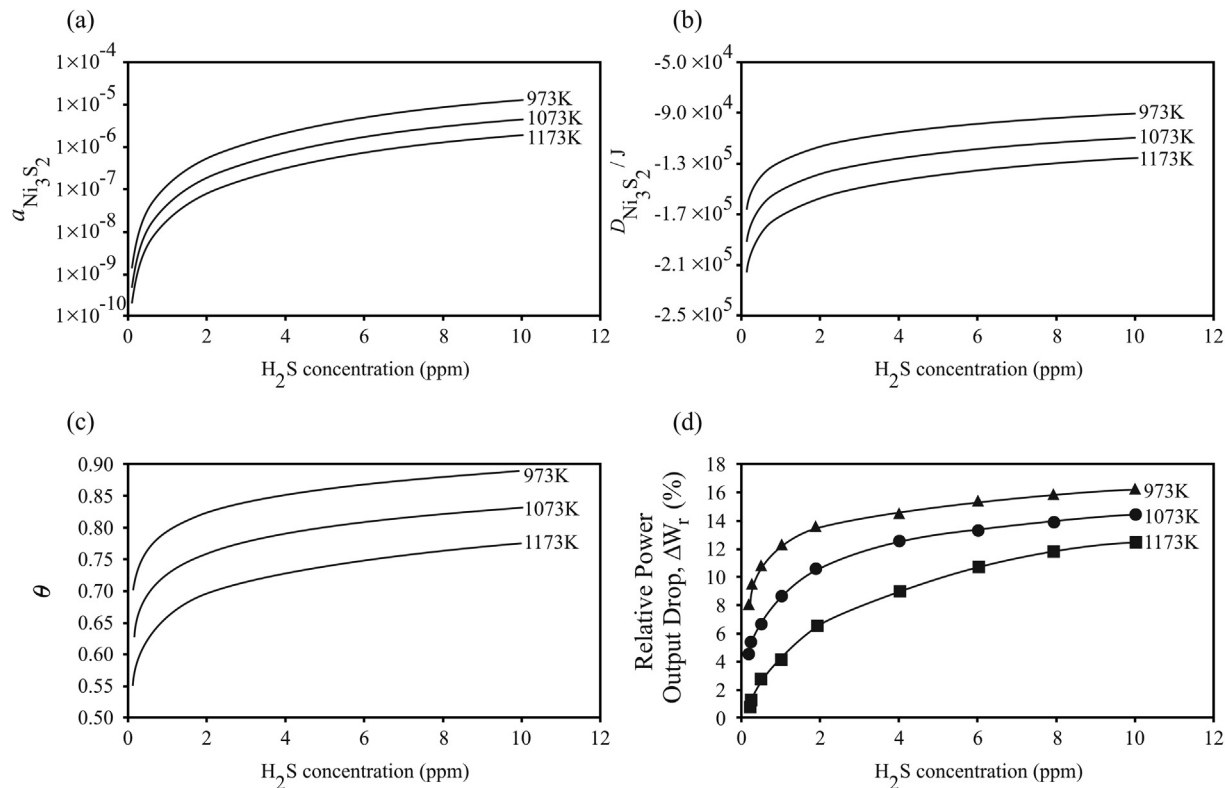 (a)
1×10-4
1×10-5
1×10-6
1×10-7
1×10-8
1×10-9
1×10-10
aNi3S2
973K
1073K
1173K
0 2 4 6 8 10 12
H2S concentration (ppm)
(b)
-5.0 ×104
-9.0 ×104
-1.3 ×105
-1.7 ×105
-2.1 ×105
-2.5 ×105
DNi3S2 / J
973K
1073K
1173K
0 2 4 6 8 10 12
H2S concentration (ppm)
(c)
0.90
0.85
0.80
0.75
0.70
0.65
0.60
0.55
0.50
θ
973K
1073K
1173K
0 2 4 6 8 10 12
H2S concentration (ppm)
(d)
18
16
14
12
10
8
6
4
2
0
Relative Power
Output Drop, ΔWr (%)
973K
1073K
1173K
0 2 4 6 8 10 12
H2S concentration (ppm)